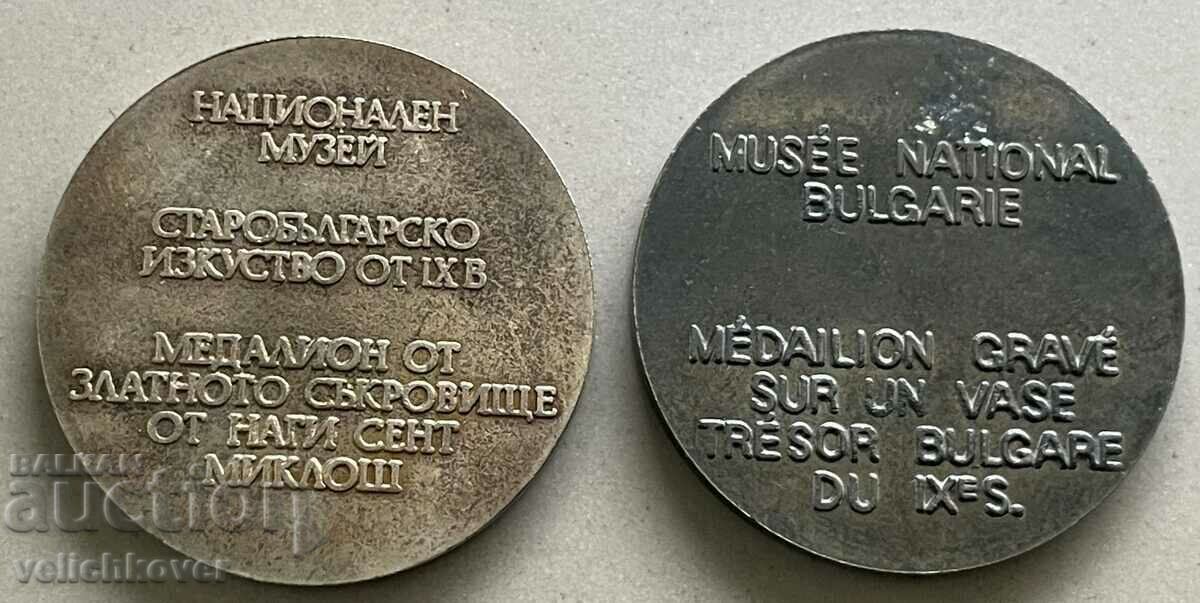 НАЦИОНАЛЕН
МУЗЕЙ
СТАРОБЪЛГАРСКО
ИЗКУСТВО ОТ IX В
МЕДАЛИОН ОТ
ЗЛАТНОТО СЪКРОВИЩЕ
ОТ НАГИ СЕНТ
МИКЛОШ
MUSÉE NATIONAL
BULGARIE
MÉDAILION GRAVÉ
SUR UN VASE
TRÉSOR BULGARE
DU IXᴱS.
BALKAN
auction
velichkover